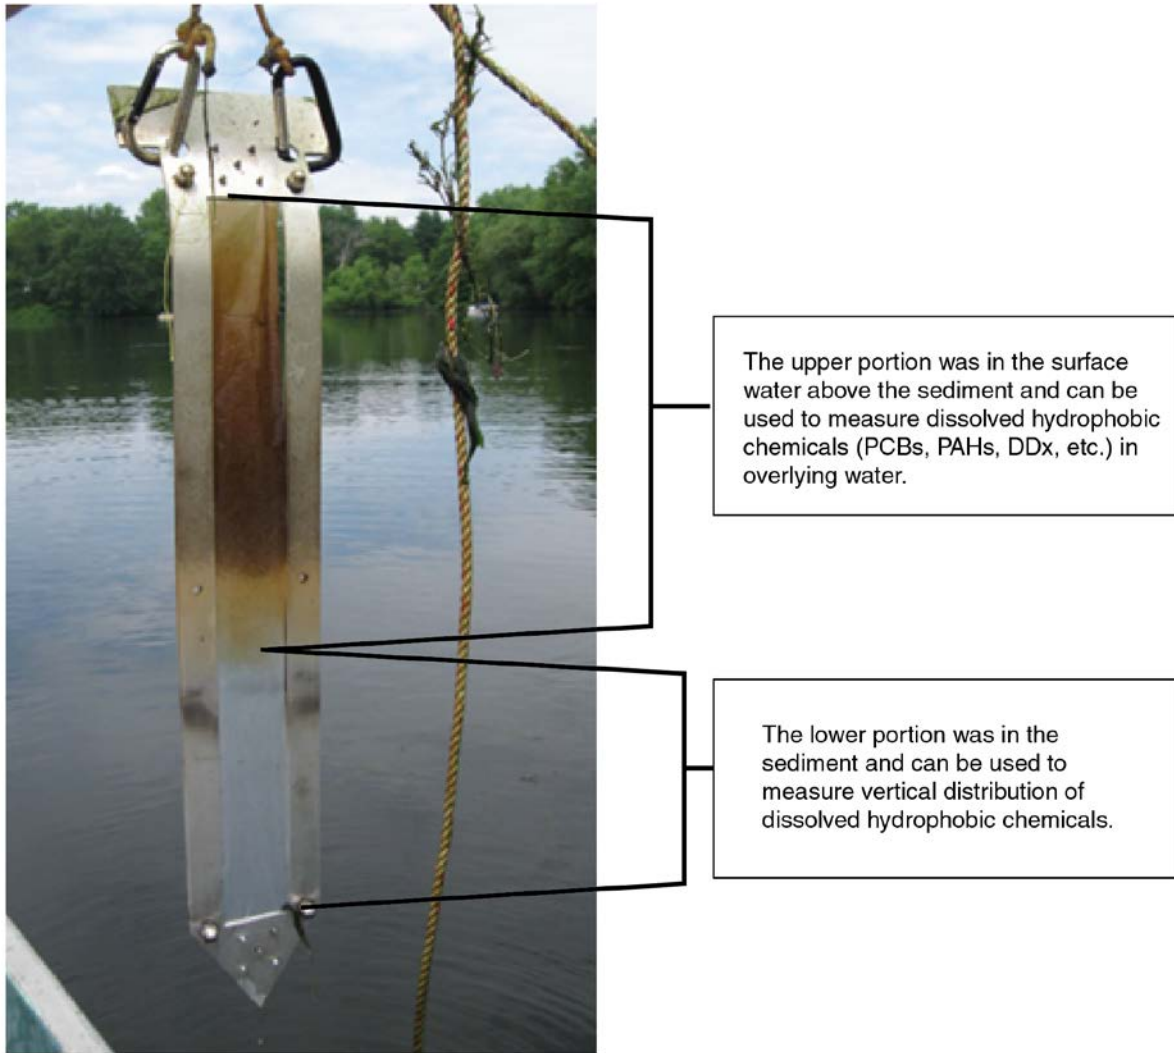 The upper portion was in the surface
water above the sediment and can be
used to measure dissolved hydrophobic
chemicals (PCBs, PAHs, DDx, etc.) in
overlying water.
The lower portion was in the
sediment and can be used to
measure vertical distribution of
dissolved hydrophobic chemicals.